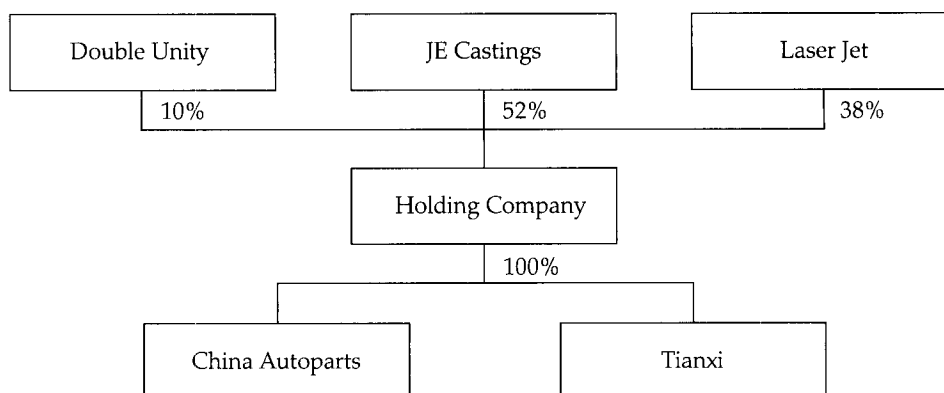 Double Unity
JE Castings
Laser Jet
10%
52%
38%
Holding Company
100%
China Autoparts
Tianxi